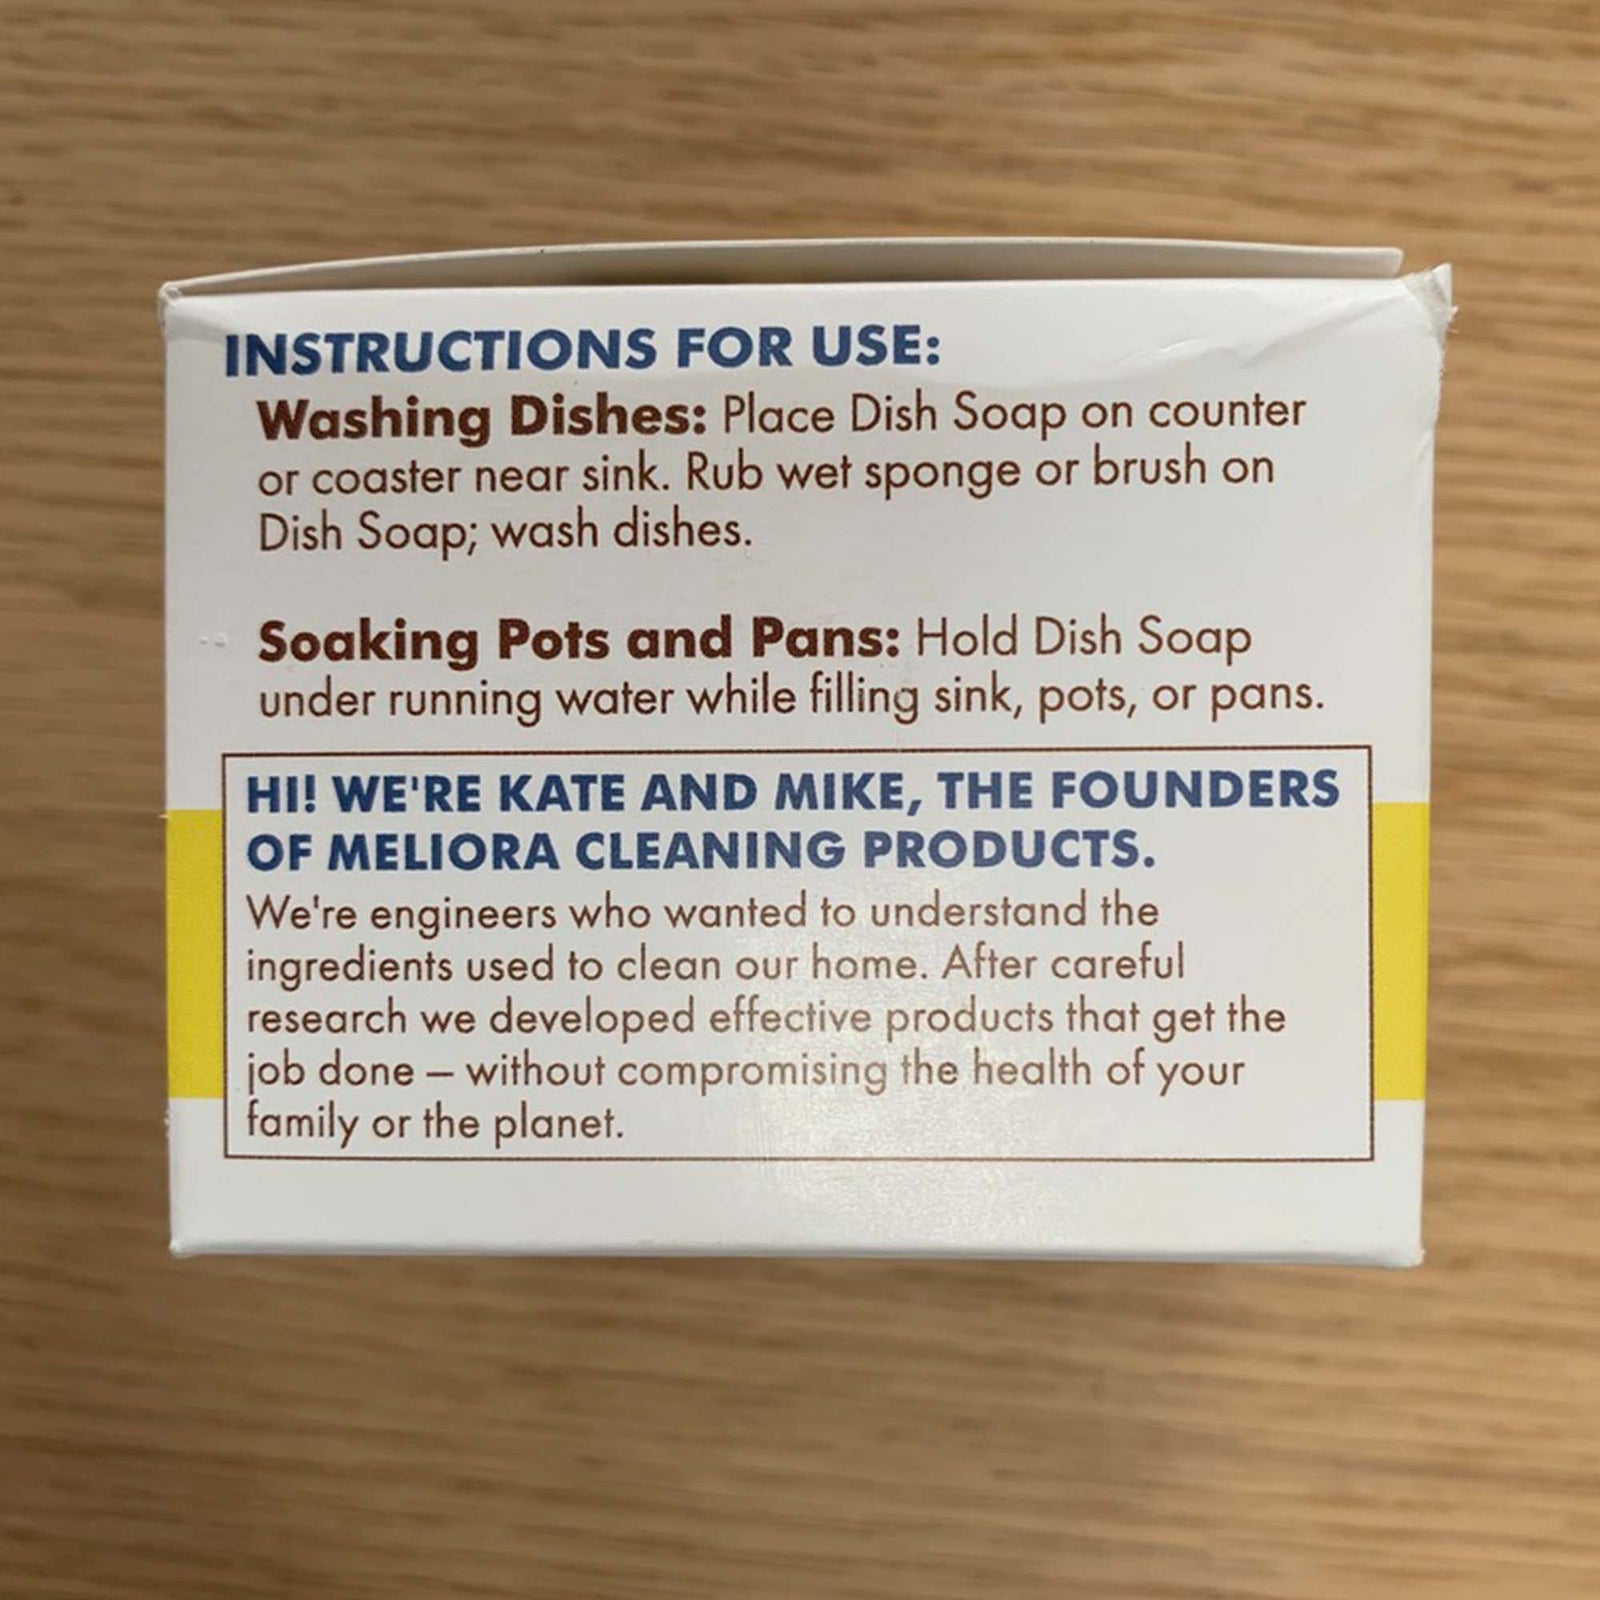 INSTRUCTIONS FOR USE:
Washing Dishes: Place Dish Soap on counter
or coaster near sink. Rub wet sponge or brush on
Dish Soap; wash dishes.
Soaking Pots and Pans: Hold Dish Soap
under running water while filling sink, pots, or pans.
HI! WE'RE KATE AND MIKE, THE FOUNDERS
OF MELIORA CLEANING PRODUCTS.
We're engineers who wanted to understand the
ingredients used to clean our home. After careful
research we developed effective products that get the
job done – without compromising the health of your
family or the planet.